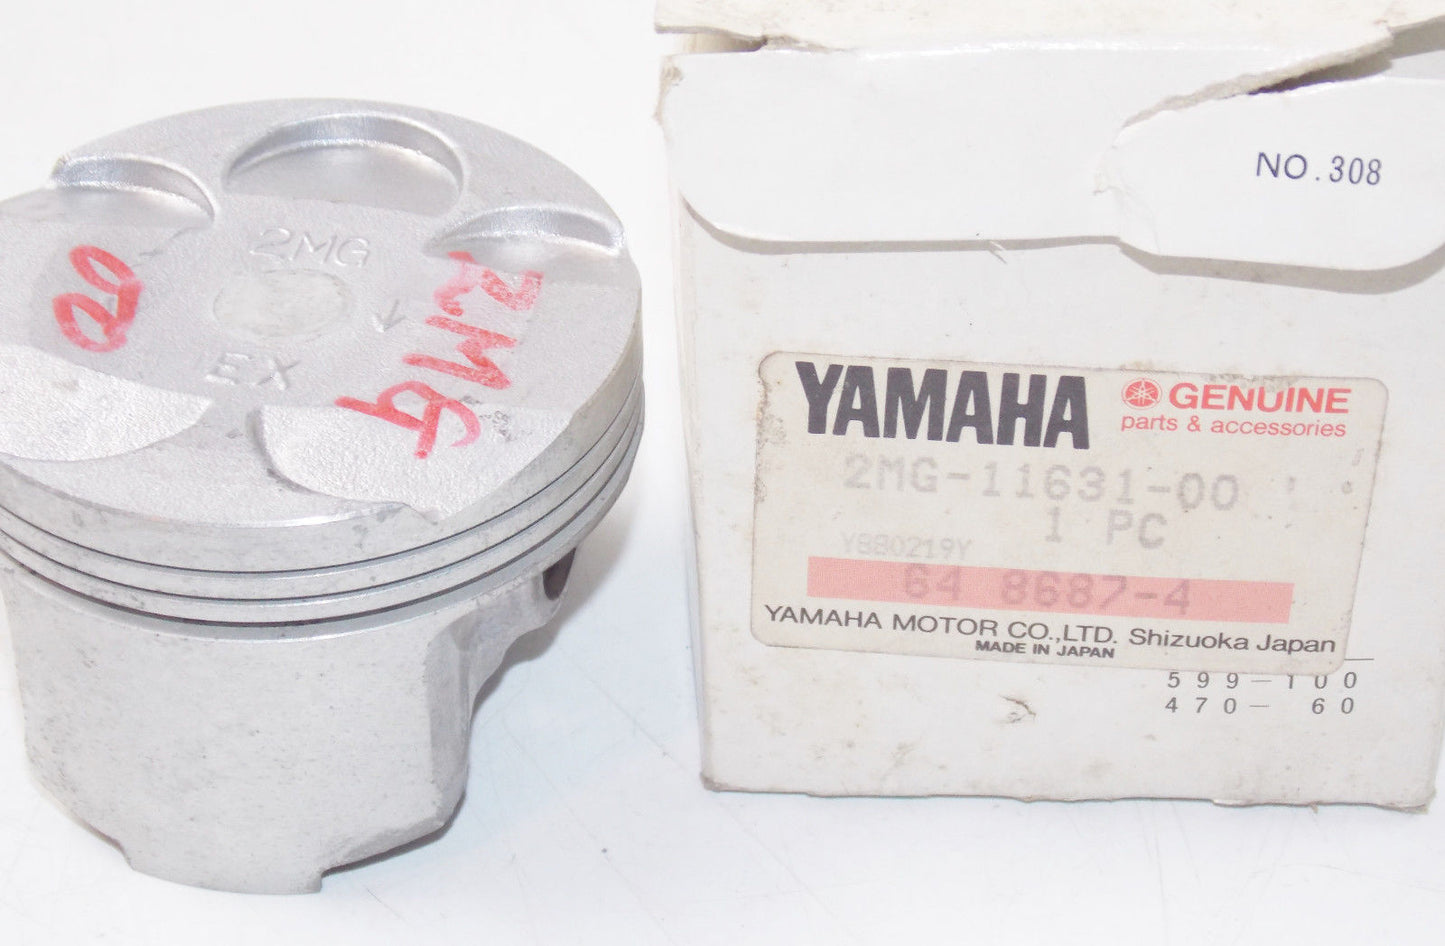 2MG
EX
20
2MG
NO.308
YAMAHA
GENUINE
parts & accessories
2MG-11631-00
1 PC
Y880219Y
64 8687-4
YAMAHA MOTOR CO.,LTD. Shizuoka Japan
MADE IN JAPAN
599-100
470- 60